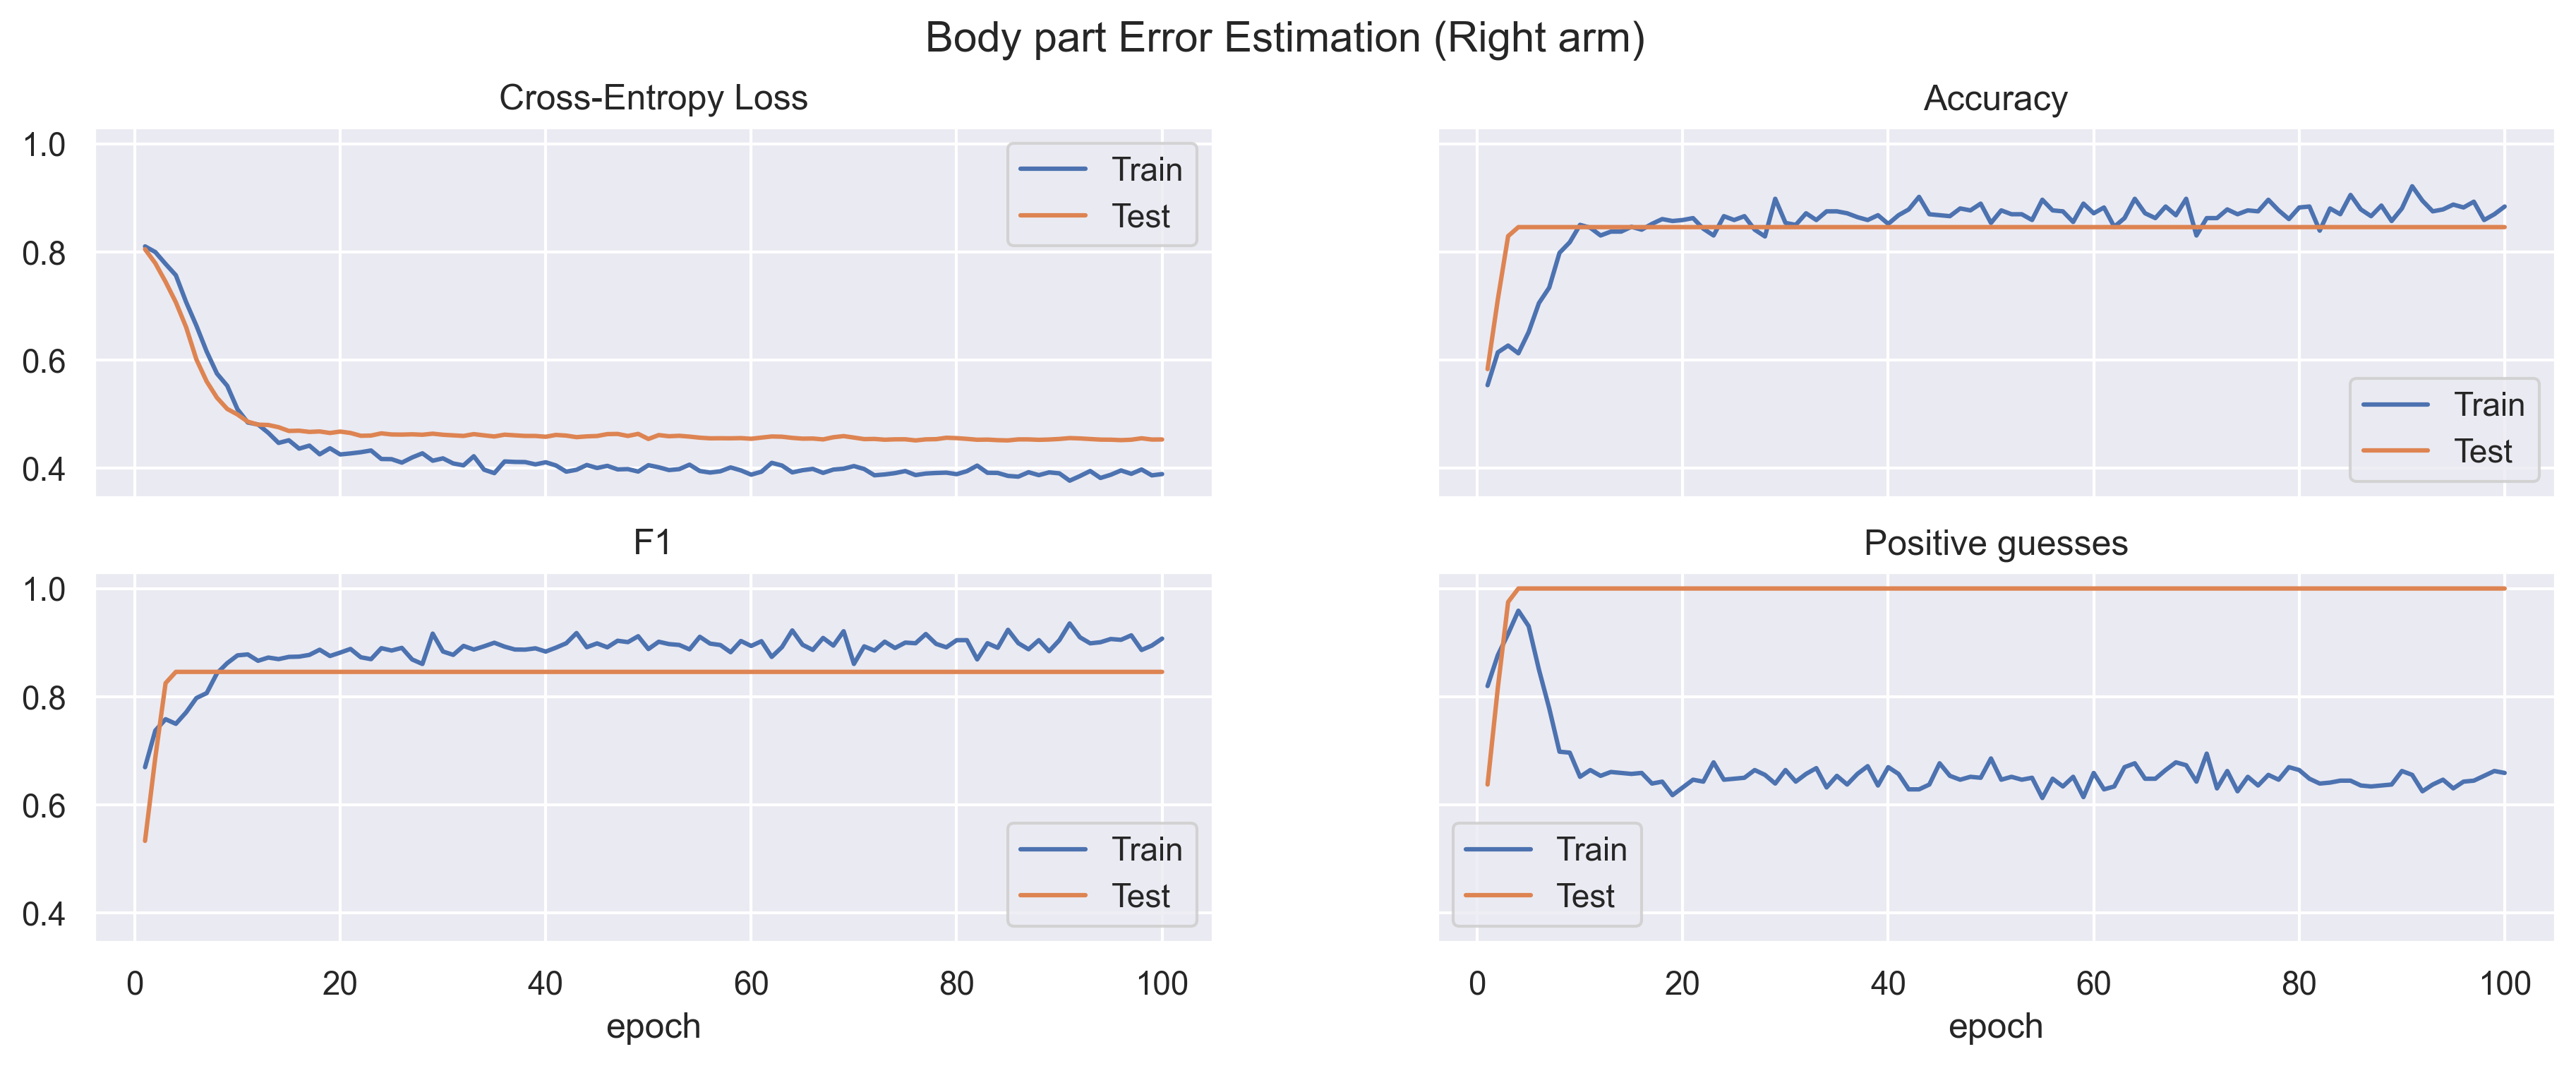 Body part Error Estimation (Right arm)
Cross-Entropy Loss
1.0
0.8
0.6
0.4
Train
Test
Accuracy
Train
Test
F1
1.0
0.8
0.6
0.4
Train
Test
0
20
40
60
80
100
epoch
Positive guesses
Train
Test
0
20
40
60
80
100
epoch